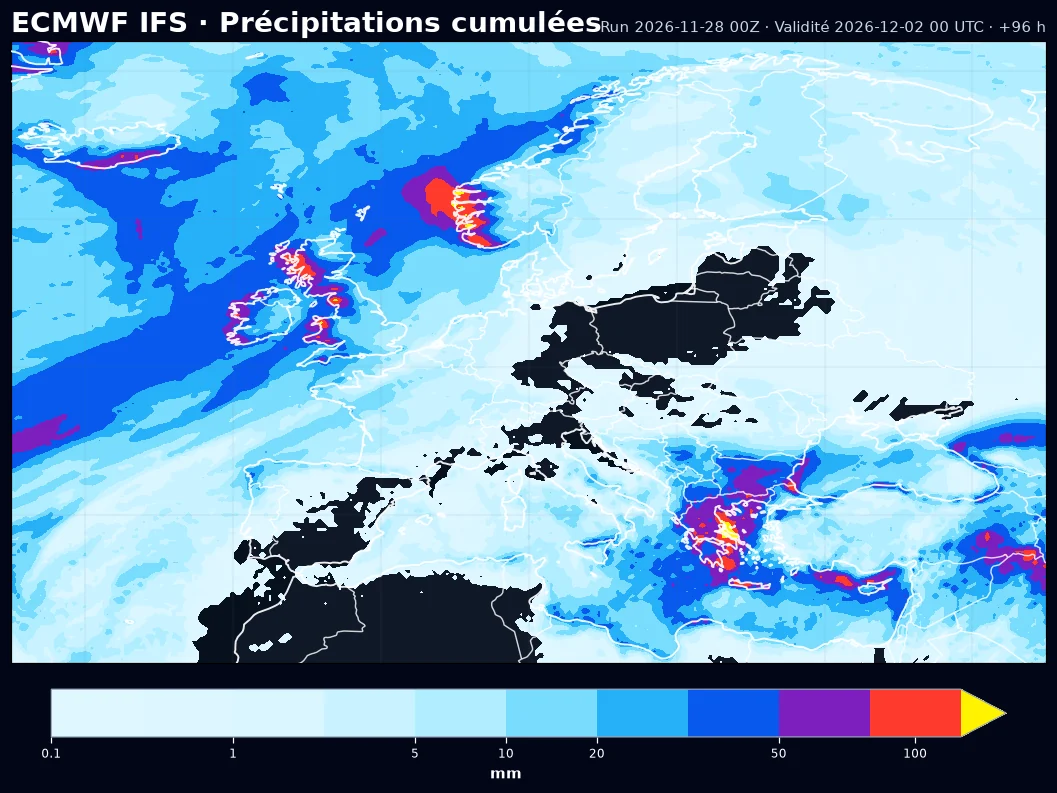 ECMWF IFS · Précipitations cumulées
Run 2026-11-28 00Z · Validité 2026-12-02 00 UTC · +96 h
0.1 1 5 10 20 50 100
mm